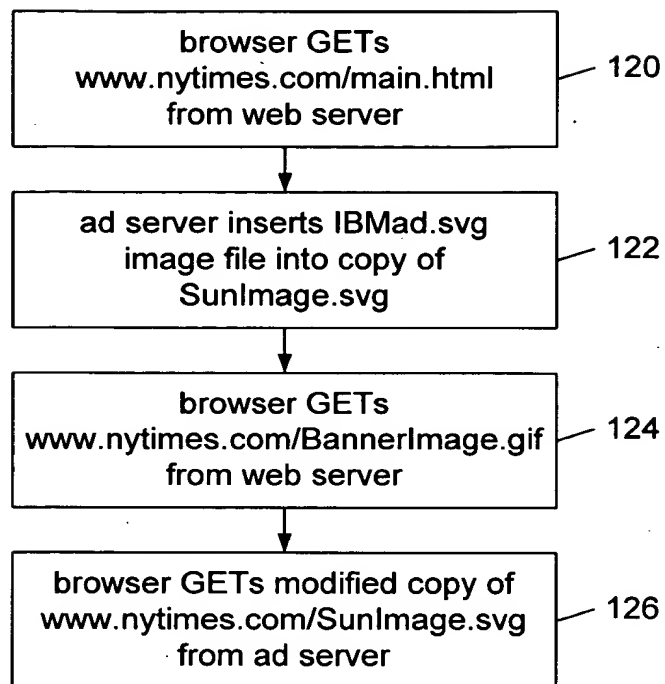 browser GETs
www.nytimes.com/main.html
from web server
120
ad server inserts IBMad.svg
image file into copy of
SunImage.svg
122
browser GETs
www.nytimes.com/BannerImage.gif
from web server
124
browser GETs modified copy of
www.nytimes.com/SunImage.svg
from ad server
126